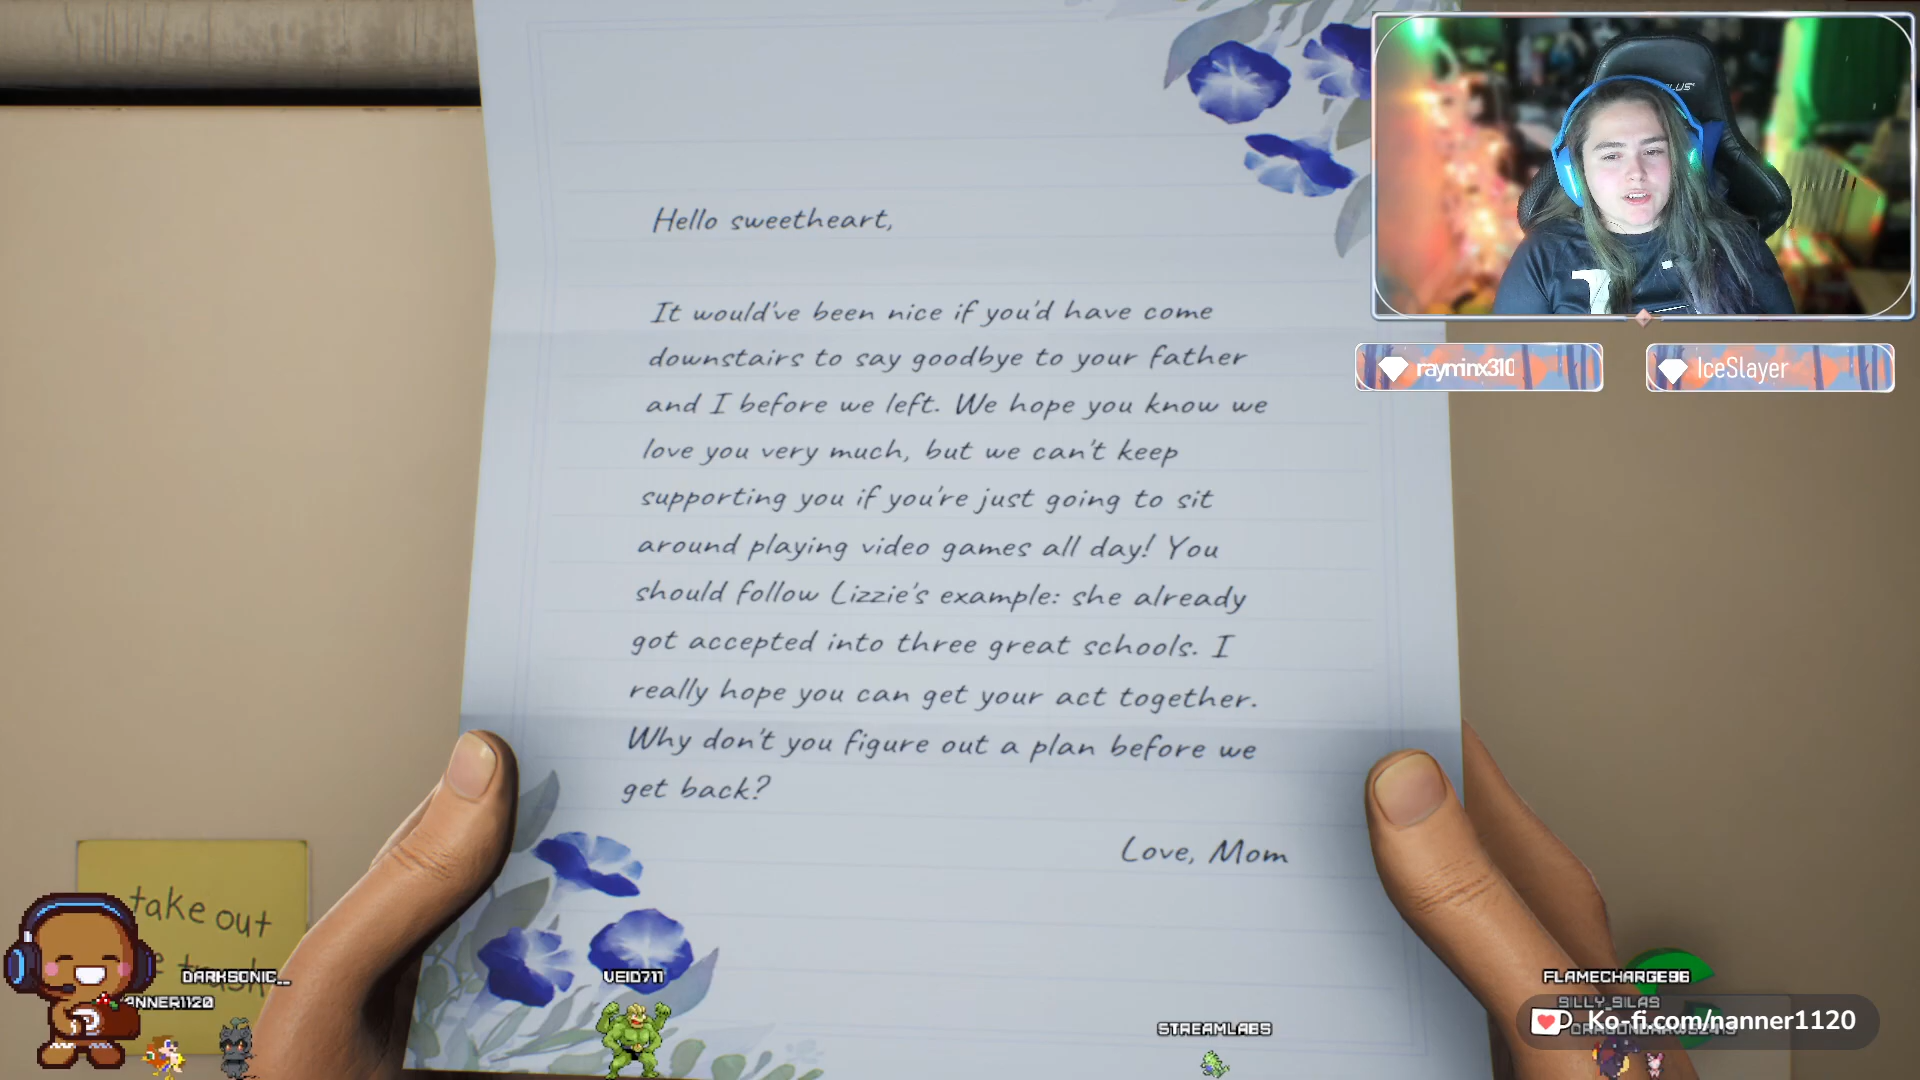 Hello sweetheart,
It would've been nice if you'd have come
downstairs to say goodbye to your father
and I before we left. We hope you know we
love you very much, but we can't keep
supporting you if you're just going to sit
around playing video games all day! You
should follow Lizzie's example: she already
got accepted into three great schools. I
really hope you can get your act together.
Why don't you figure out a plan before we
get back?
Love, Mom
rayminx310
IceSlayer
take out
DARKSONIC_
ANNER1120
VEID711
STREAMLABS
FLAMECHARGE96
SILLY_SILAS
Ko-fi.com/nanner1120